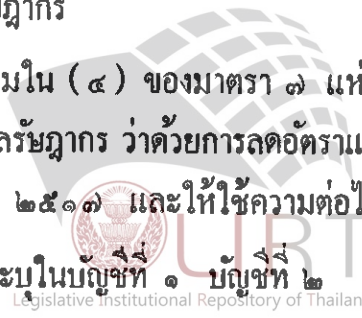 ษฎากร
มใน (๔) ของมาตรา ๗ แห่
ลรัษฎากร ว่าด้วยการลดอัตราแ
๒๕๑๗ และให้ใช้ความต่อไ
ะบุในบัญชีที่ ๑ บัญชีที่ ๒
Legislative Institutional Repository of Thailan